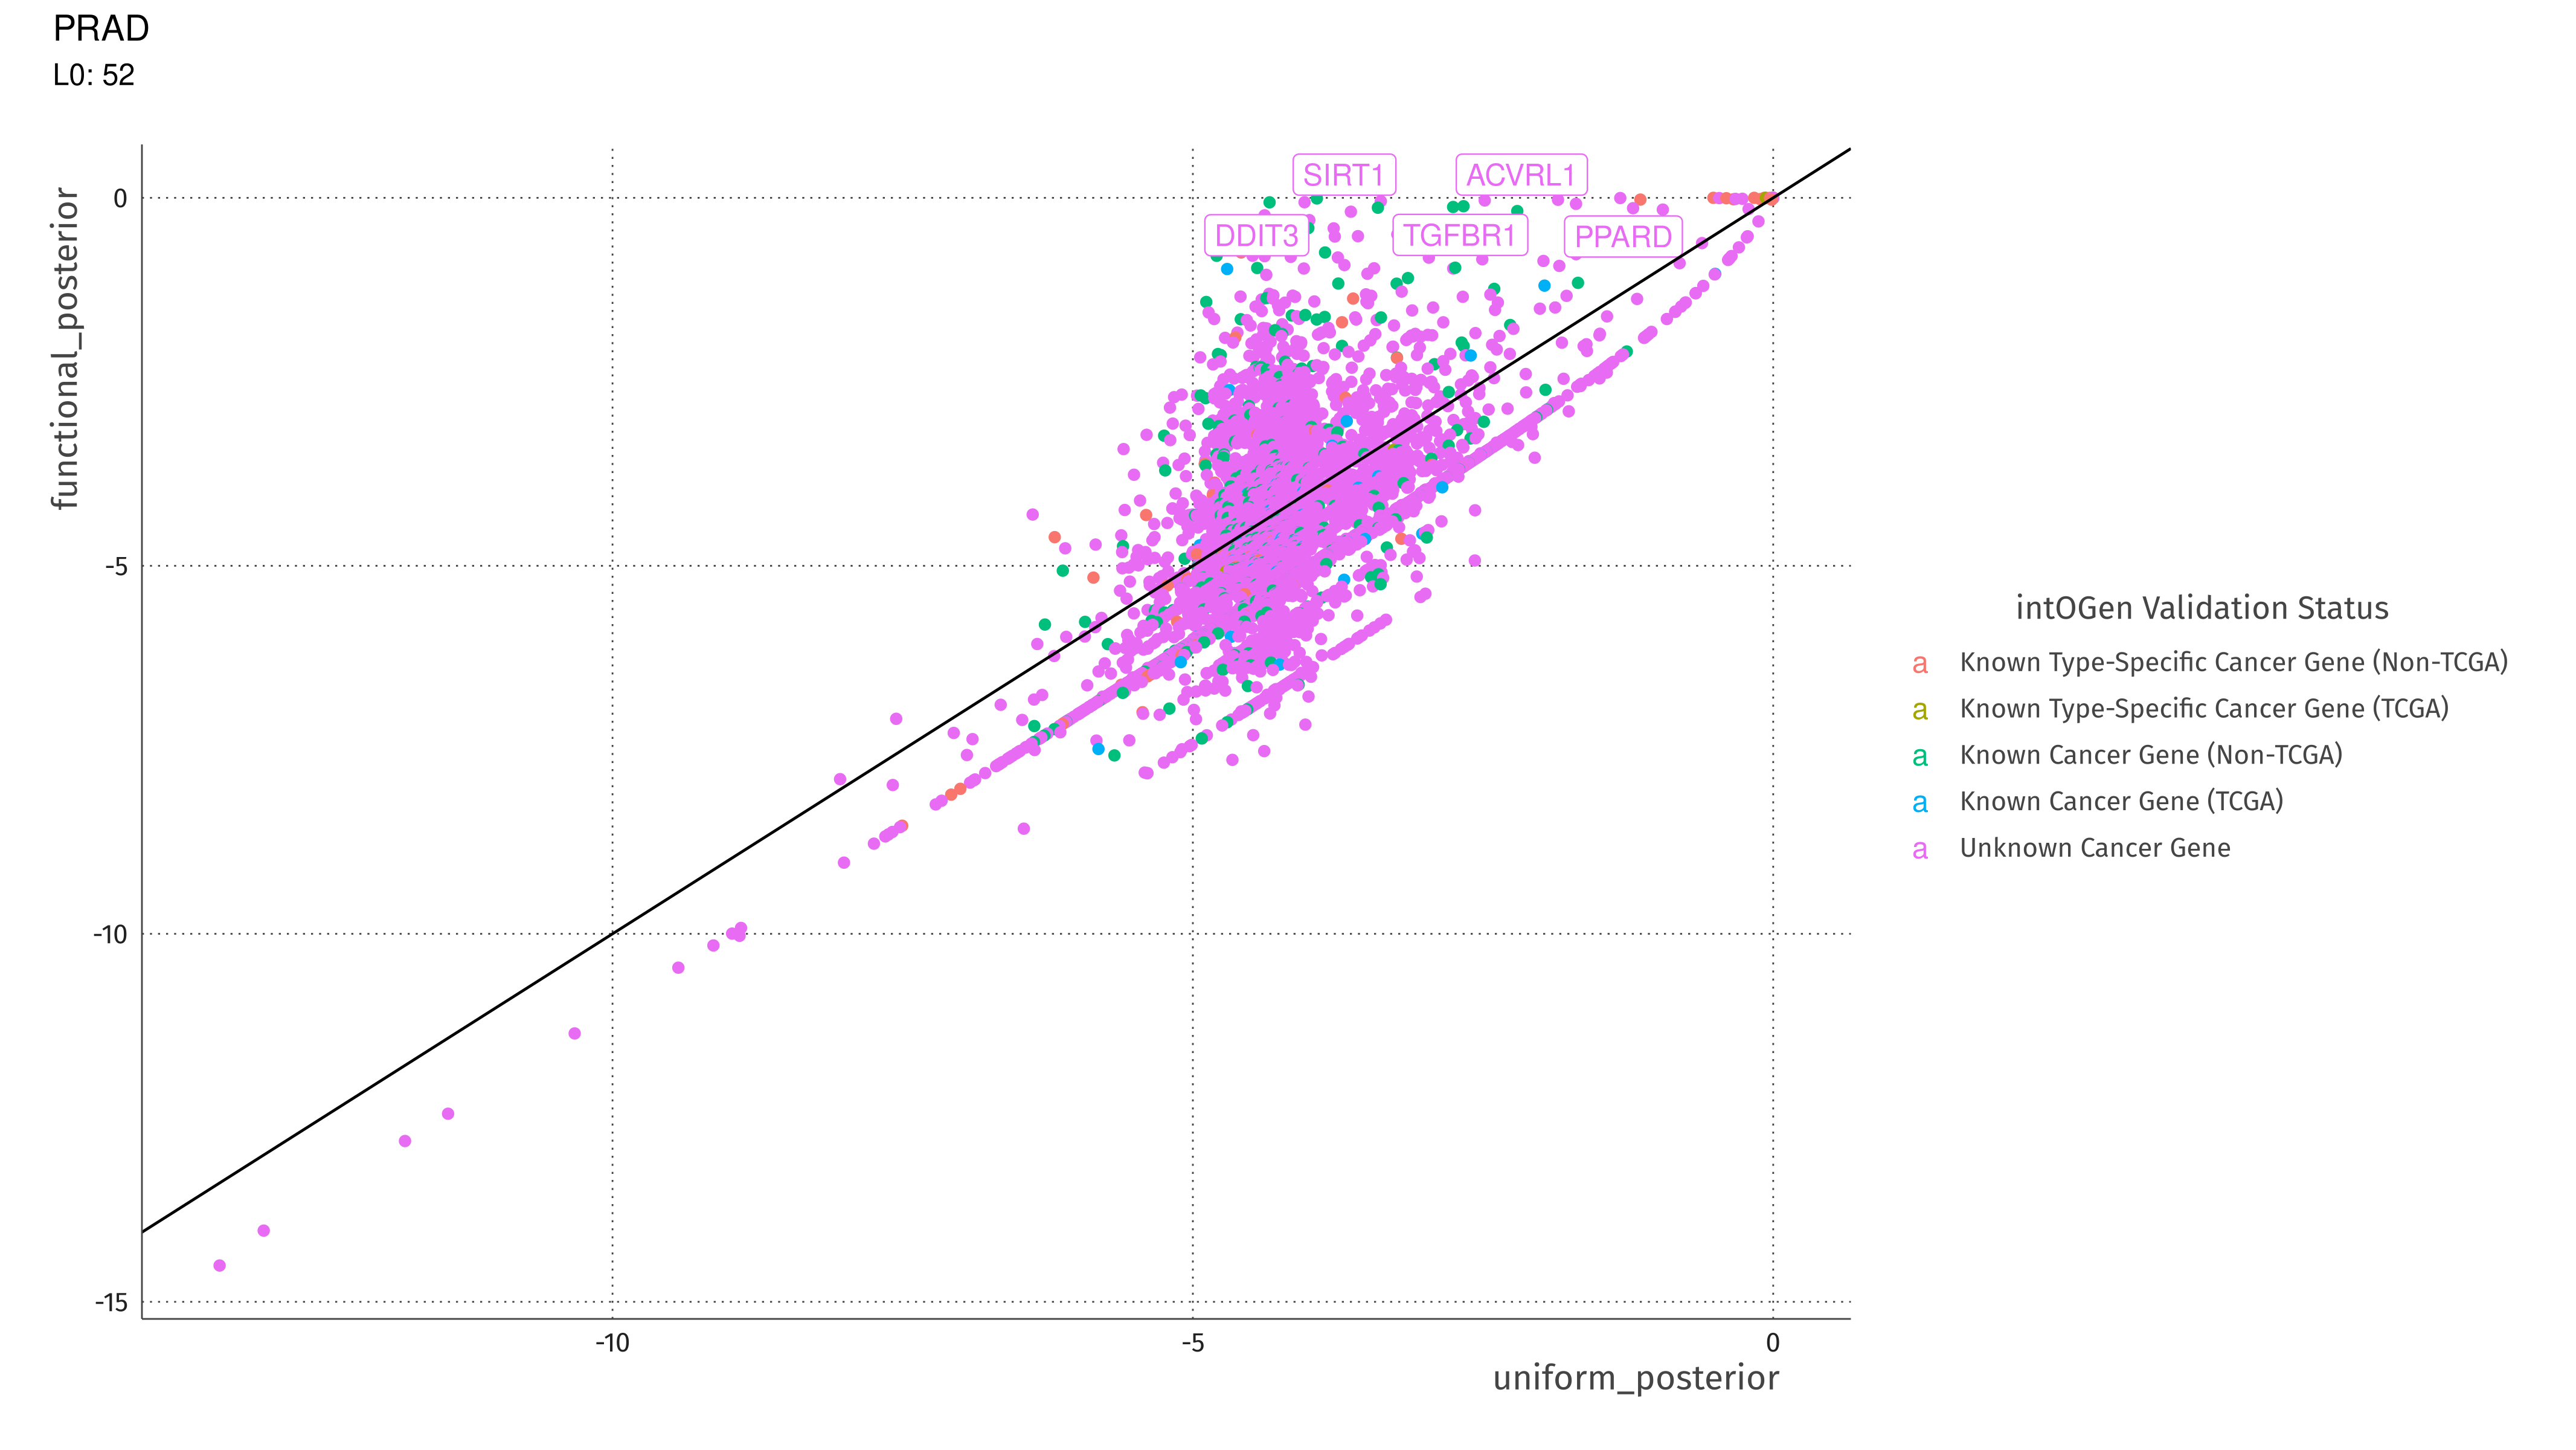 PRAD
L0: 52
functional_posterior
0
-5
-10
-15
SIRT1
ACVRL1
DDIT3
TGFBR1
PPARD
-10
-5
0
uniform_posterior
intOGen Validation Status
a Known Type-Specific Cancer Gene (Non-TCGA)
a Known Type-Specific Cancer Gene (TCGA)
a Known Cancer Gene (Non-TCGA)
a Known Cancer Gene (TCGA)
a Unknown Cancer Gene